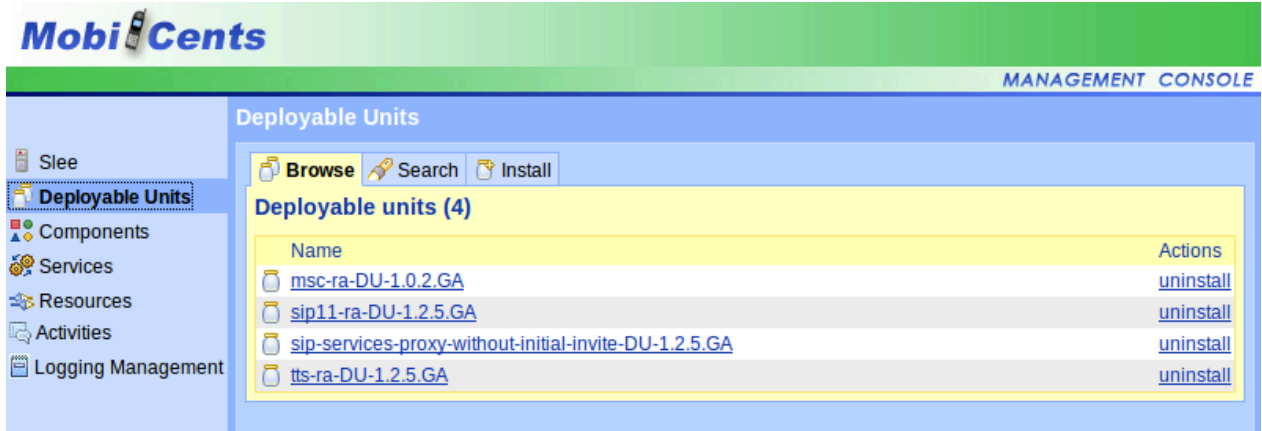 Mobi Cents
MANAGEMENT CONSOLE
Deployable Units
Slee
Deployable Units
Components
Services
Resources
Activities
Logging Management
Browse Search Install
Deployable units (4)
Name Actions
msc-ra-DU-1.0.2.GA uninstall
sip11-ra-DU-1.2.5.GA uninstall
sip-services-proxy-without-initial-invite-DU-1.2.5.GA uninstall
tts-ra-DU-1.2.5.GA uninstall